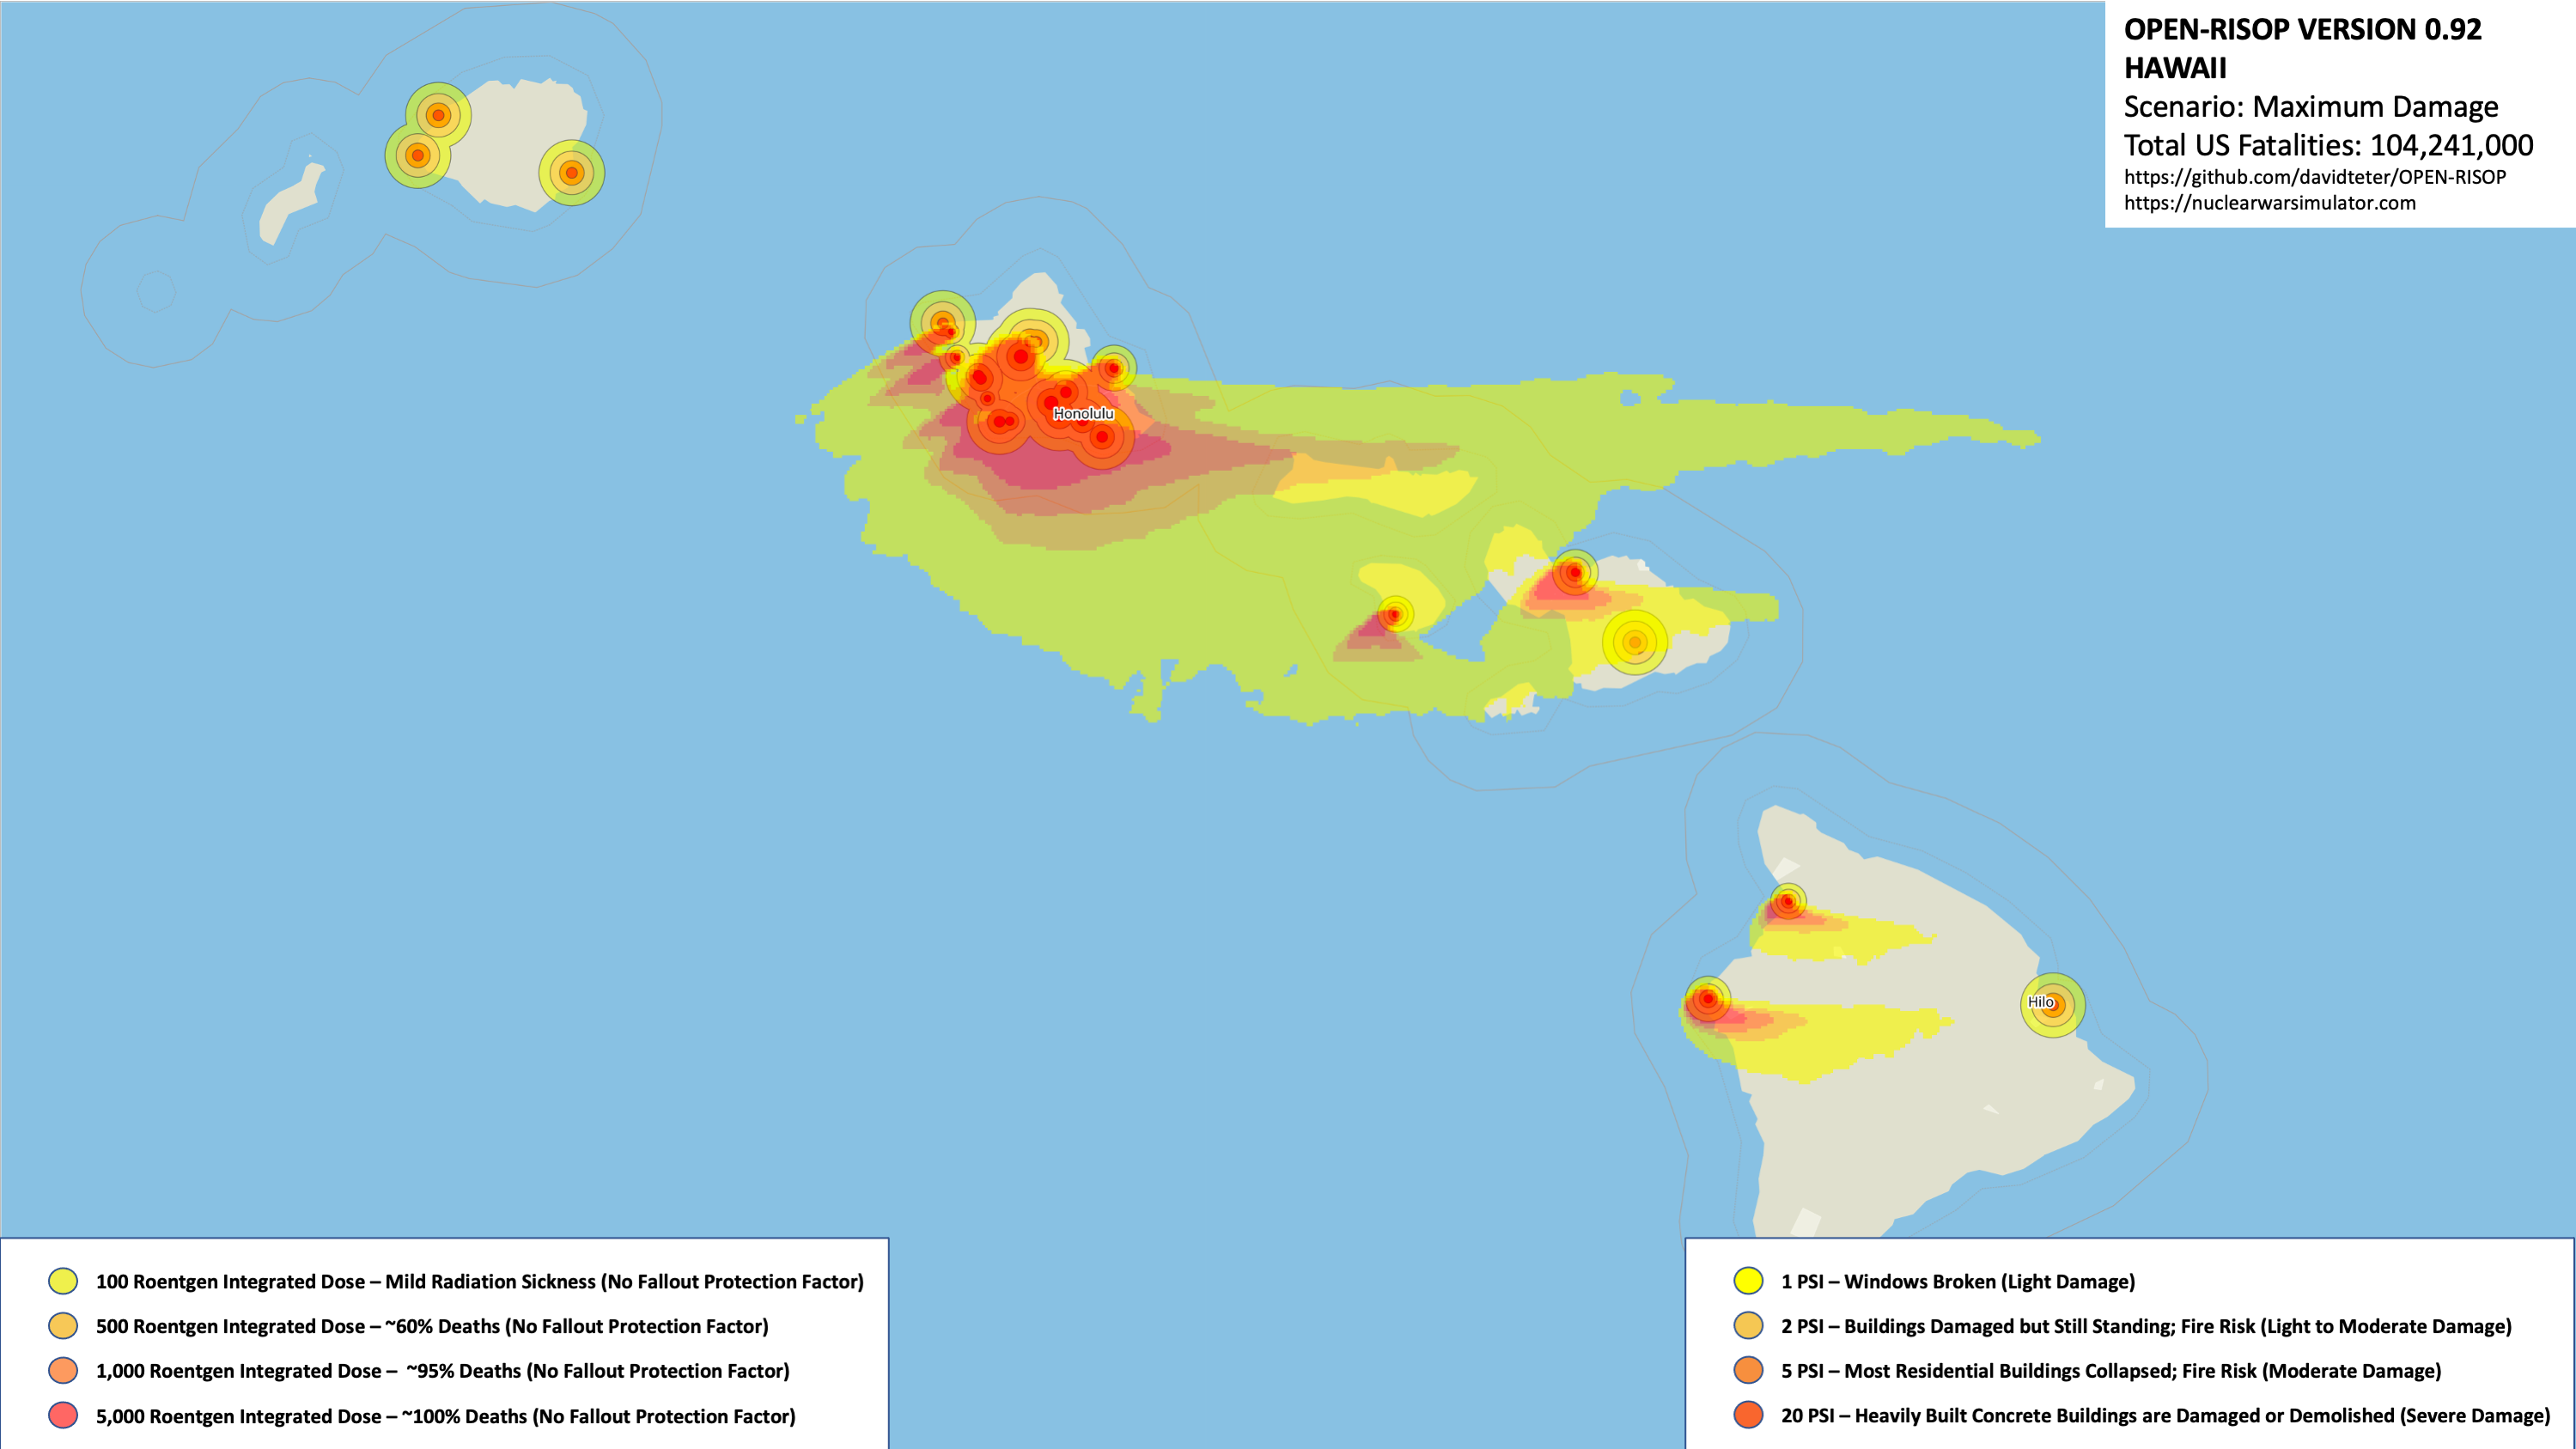 OPEN-RISOP VERSION 0.92
HAWAII
Scenario: Maximum Damage
Total US Fatalities: 104,241,000
https://github.com/davidteter/OPEN-RISOP
https://nuclearwarsimulator.com
Honolulu
Hilo
100 Roentgen Integrated Dose – Mild Radiation Sickness (No Fallout Protection Factor)
500 Roentgen Integrated Dose – ~60% Deaths (No Fallout Protection Factor)
1,000 Roentgen Integrated Dose – ~95% Deaths (No Fallout Protection Factor)
5,000 Roentgen Integrated Dose – ~100% Deaths (No Fallout Protection Factor)
1 PSI – Windows Broken (Light Damage)
2 PSI – Buildings Damaged but Still Standing; Fire Risk (Light to Moderate Damage)
5 PSI – Most Residential Buildings Collapsed; Fire Risk (Moderate Damage)
20 PSI – Heavily Built Concrete Buildings are Damaged or Demolished (Severe Damage)